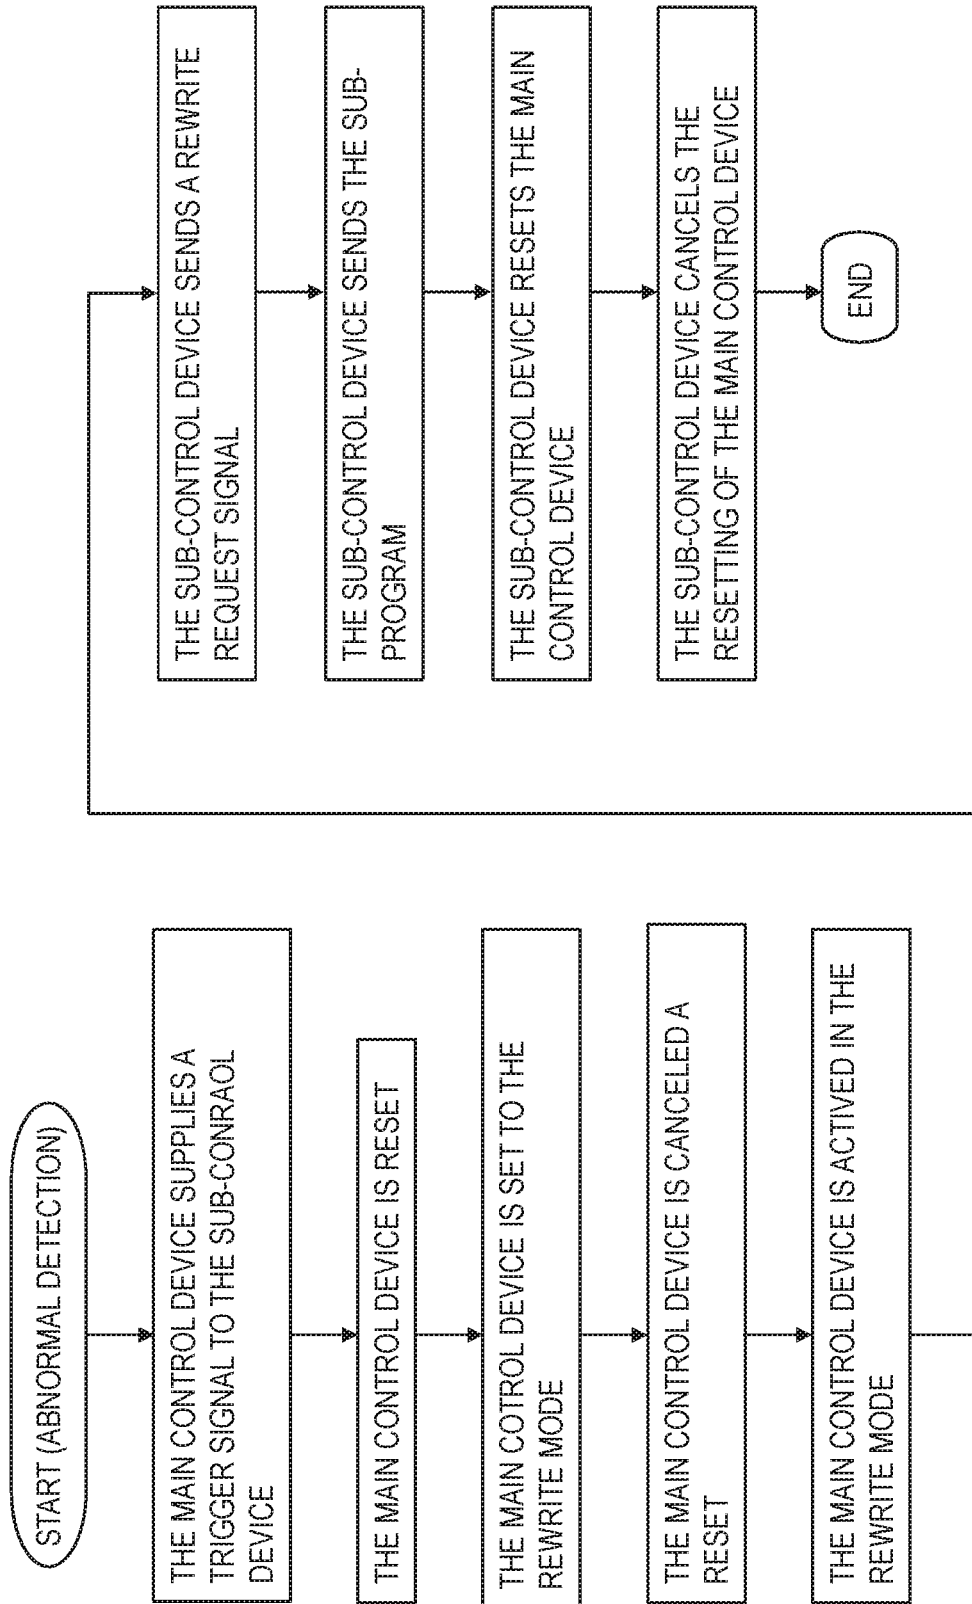 START (ABNORMAL DETECTION)
THE MAIN CONTROL DEVICE SUPPLIES A
TRIGGER SIGNAL TO THE SUB-CONRAOL
DEVICE
THE MAIN CONTROL DEVICE IS RESET
THE MAIN COTROL DEVICE IS SET TO THE
REWRITE MODE
THE MAIN CONTROL DEVICE IS CANCELED A
RESET
THE MAIN CONTROL DEVICE IS ACTIVED IN THE
REWRITE MODE
THE SUB-CONTROL DEVICE SENDS A REWRITE
REQUEST SIGNAL
THE SUB-CONTROL DEVICE SENDS THE SUB-
PROGRAM
THE SUB-CONTROL DEVICE RESETS THE MAIN
CONTROL DEVICE
THE SUB-CONTROL DEVICE CANCELS THE
RESETTING OF THE MAIN CONTROL DEVICE
END